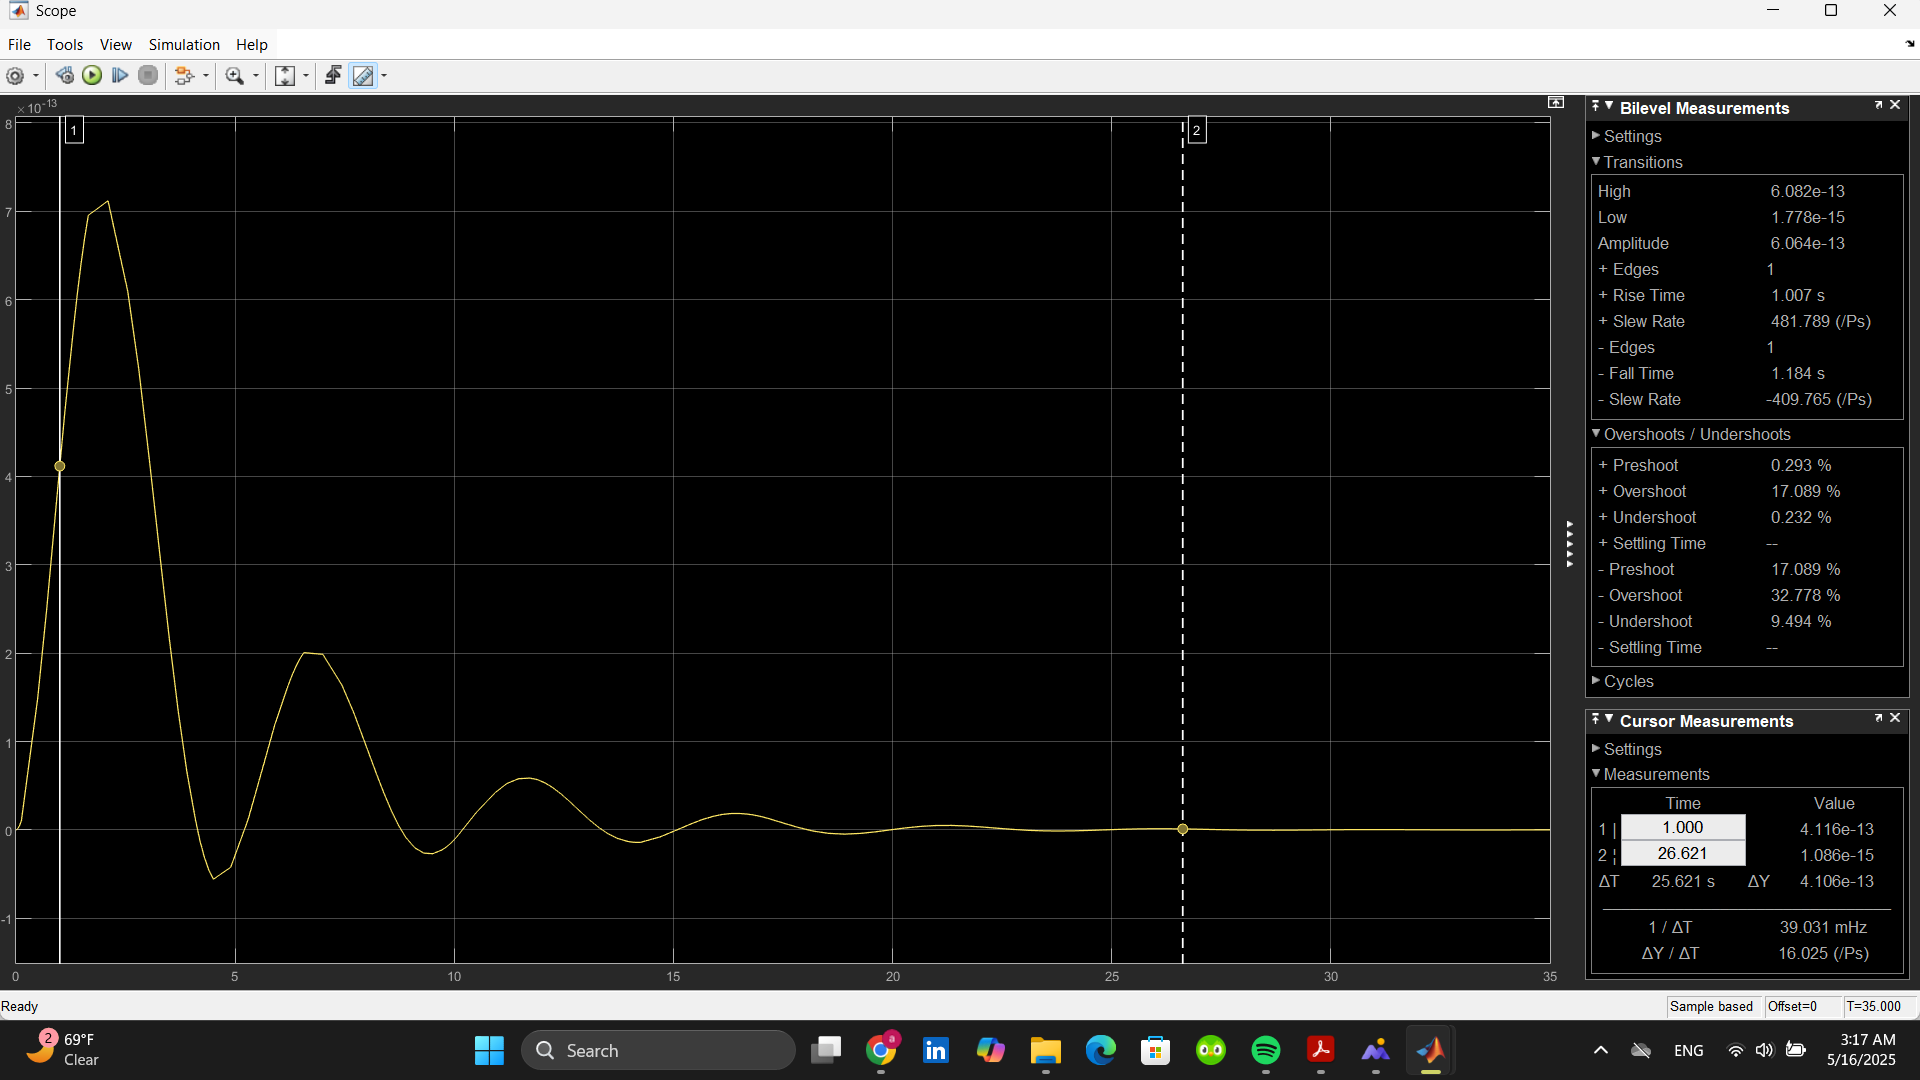 Scope
File Tools View Simulation Help
×10-13
8
7
6
5
4
3
2
1
0
-1
1
2
0 5 10 15 20 25 30 35
Bilevel Measurements
Settings
Transitions
High 6.082e-13
Low 1.778e-15
Amplitude 6.064e-13
+ Edges 1
+ Rise Time 1.007 s
+ Slew Rate 481.789 (/Ps)
- Edges 1
- Fall Time 1.184 s
- Slew Rate -409.765 (/Ps)
Overshoots / Undershoots
+ Preshoot 0.293 %
+ Overshoot 17.089 %
+ Undershoot 0.232 %
+ Settling Time --
- Preshoot 17.089 %
- Overshoot 32.778 %
- Undershoot 9.494 %
- Settling Time --
Cycles
Cursor Measurements
Settings
Measurements
Time Value
1 | 1.000 4.116e-13
2 ¦ 26.621 1.086e-15
ΔT 25.621 s ΔY 4.106e-13
1 / ΔT 39.031 mHz
ΔY / ΔT 16.025 (/Ps)
Ready
Sample based Offset=0 T=35.000
2
69°F
Clear
Search
a
in
ENG
3:17 AM
5/16/2025